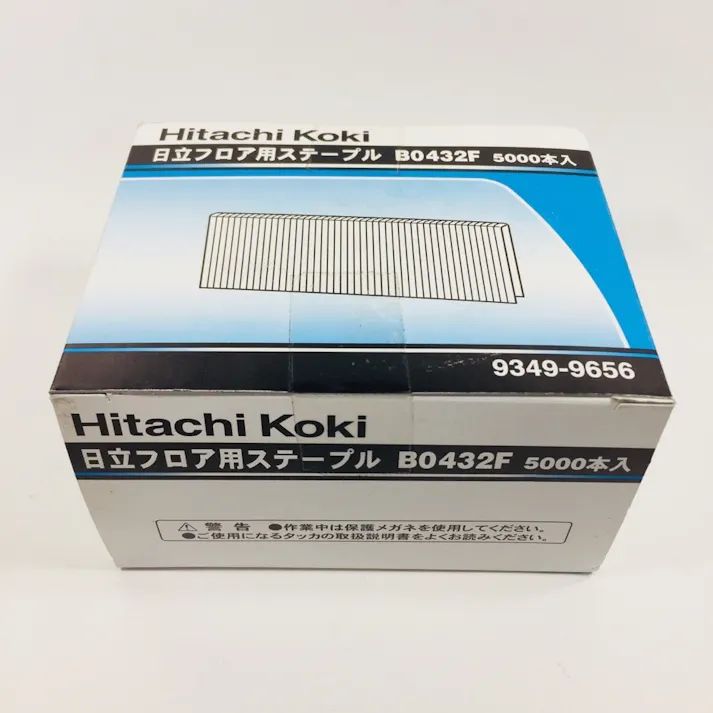 Hitachi Koki
日立フロア用ステープル B0432F 5000本入
9349-9656
Hitachi Koki
日立フロア用ステープル B0432F 5000本入
⚠ 警告 ●作業中は保護メガネを使用してください。
●ご使用になるタッカの取扱説明書をよくお読みください。